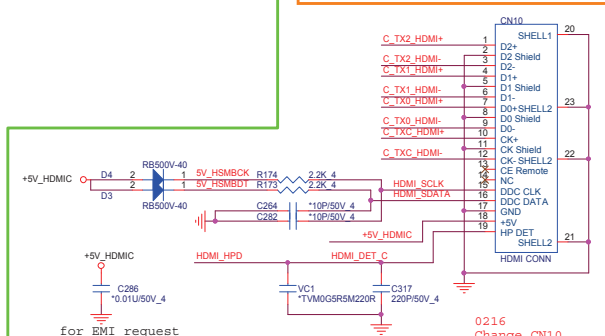 CN10
SHELL1 20
C_TX2_HDMI+ 1 D2+
2 D2 Shield
C_TX2_HDMI- 3 D2-
C_TX1_HDMI+ 4 D1+
5 D1 Shield
C_TX1_HDMI- 6 D1-
C_TX0_HDMI+ 7 D0+ SHELL2 23
8 D0 Shield
C_TX0_HDMI- 9 D0-
C_TXC_HDMI+ 10 CK+
11 CK Shield
C_TXC_HDMI- 12 CK- SHELL2 22
13 CE Remote
14 NC
HDMI_SCLK 15 DDC CLK
HDMI_SDATA 16 DDC DATA
17 GND
+5V_HDMIC 18 +5V
19 HP DET
SHELL2 21
HDMI CONN
RB500V-40
+5V_HDMIC D4 2 1 5V_HSMBCK R174 2.2K_4
2 1 5V_HSMBDT R173 2.2K_4
D3
RB500V-40
C264 *10P/50V_4
C282 *10P/50V_4
+5V_HDMIC
HDMI_HPD HDMI_DET_C
C286
*0.01U/50V_4
VC1
*TVM0G5R5M220R
C317
220P/50V_4
for EMI request
0216
Change CN10